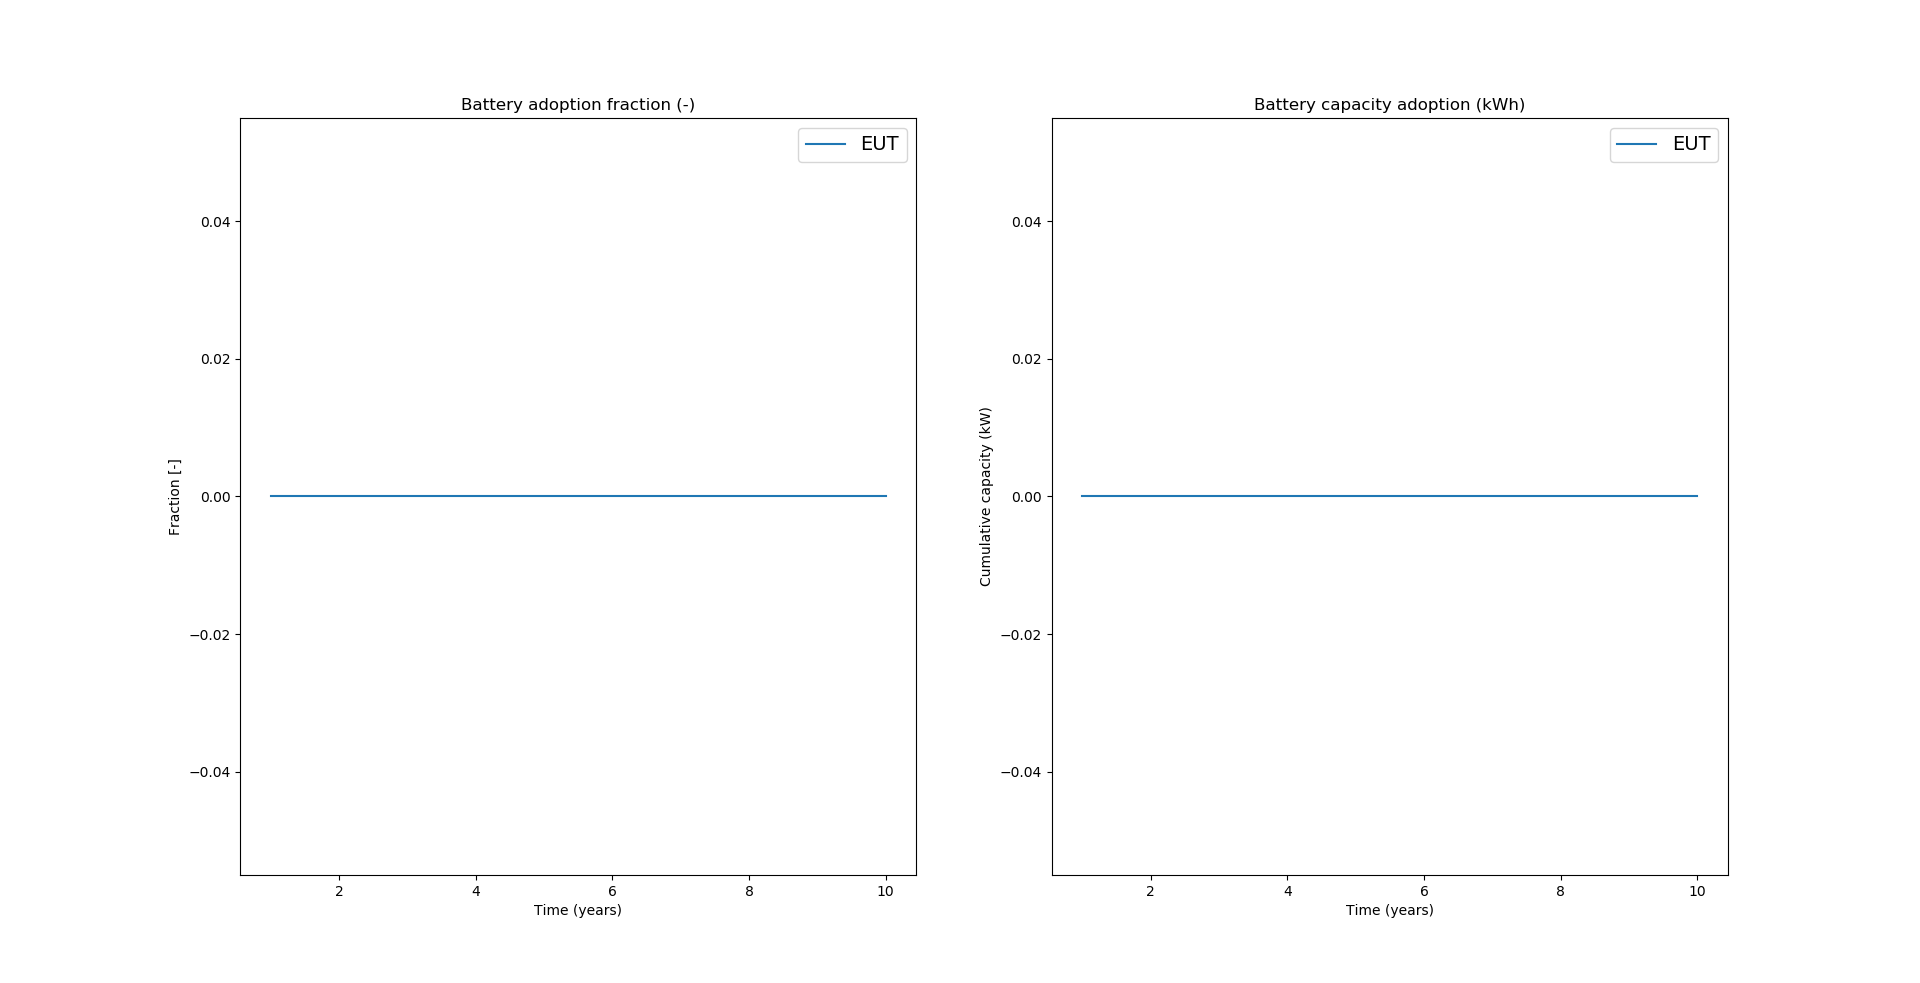 Battery adoption fraction (-)
EUT
0.04
0.02
0.00
−0.02
−0.04
Fraction [-]
2 4 6 8 10
Time (years)
Battery capacity adoption (kWh)
EUT
0.04
0.02
0.00
−0.02
−0.04
Cumulative capacity (kW)
2 4 6 8 10
Time (years)